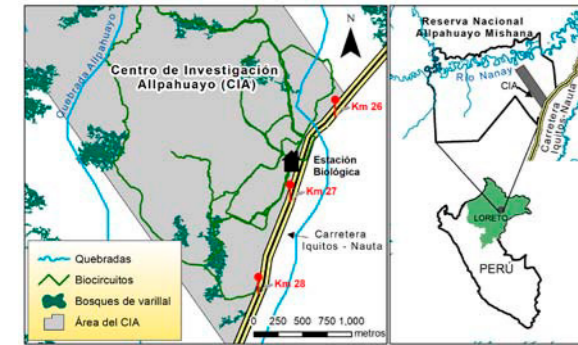 N
Quebrada Allpahuayo
Centro de Investigación
Allpahuayo (CIA)
Km 26
Estación
Biológica
Km 27
Carretera
Iquitos - Nauta
Km 28
Quebradas
Biocircuitos
Bosques de varillal
Área del CIA
0 250 500 750 1,000
metros
Reserva Nacional
Allpahuayo Mishana
N
Río Nanay
CIA
Carretera
Iquitos-Nauta
LORETO
PERÚ